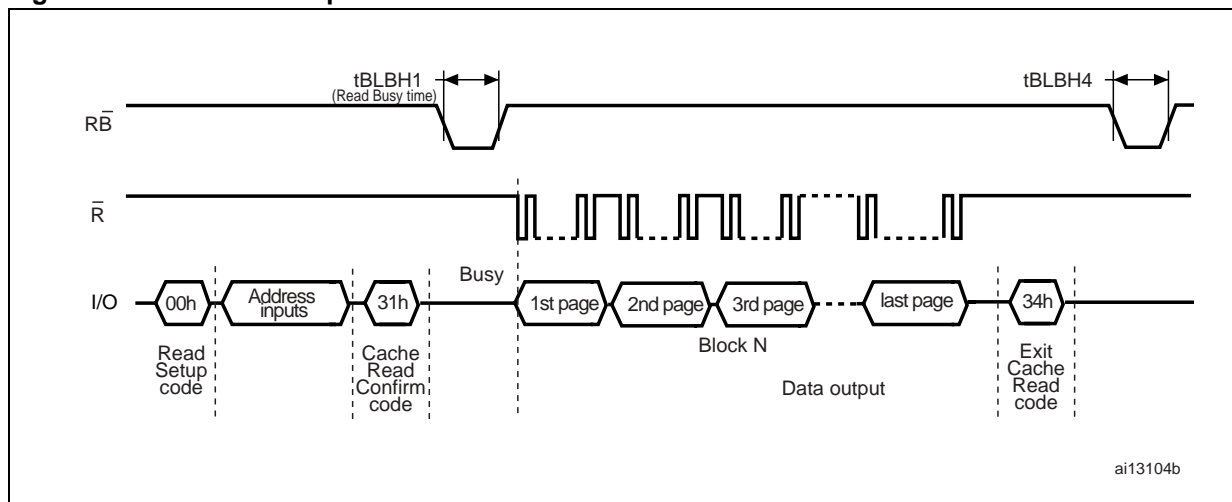 tBLBH1
(Read Busy time)
tBLBH4
RB̅
R̅
Busy
I/O
00h
Address
inputs
31h
1st page
2nd page
3rd page
last page
34h
Block N
Read
Setup
code
Cache
Read
Confirm
code
Exit
Cache
Read
code
Data output
ai13104b